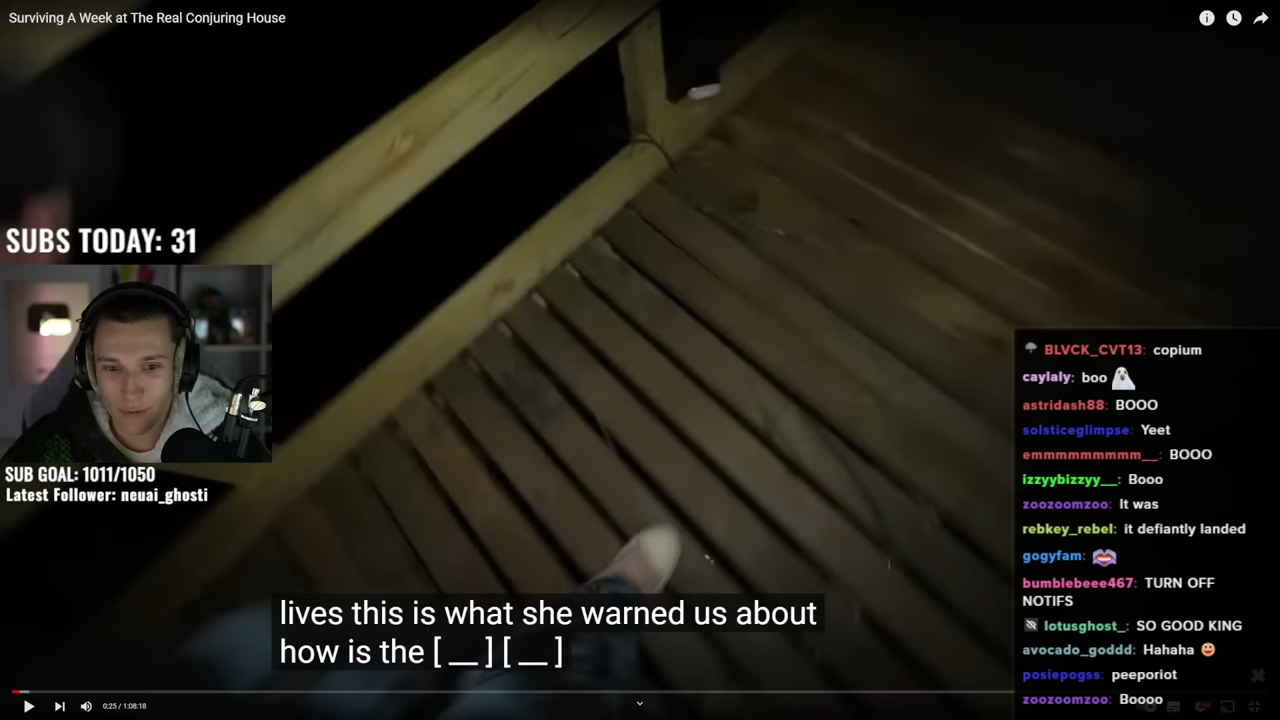 Surviving A Week at The Real Conjuring House
SUBS TODAY: 31
SUB GOAL: 1011/1050
Latest Follower: neuai_ghosti
lives this is what she warned us about
how is the [ __ ] [ __ ]
0:25 / 1:08:18
BLVCK_CVT13: copium
caylaly: boo
astridash88: BOOO
solsticeglimpse: Yeet
emmmmmmmmm__: BOOO
izzyybizzyy__: Booo
zoozoomzoo: It was
rebkey_rebel: it defiantly landed
gogyfam:
bumblebeee467: TURN OFF
NOTIFS
lotusghost_: SO GOOD KING
avocado_goddd: Hahaha
posiepogss: peeporiot
zoozoomzoo: Boooo